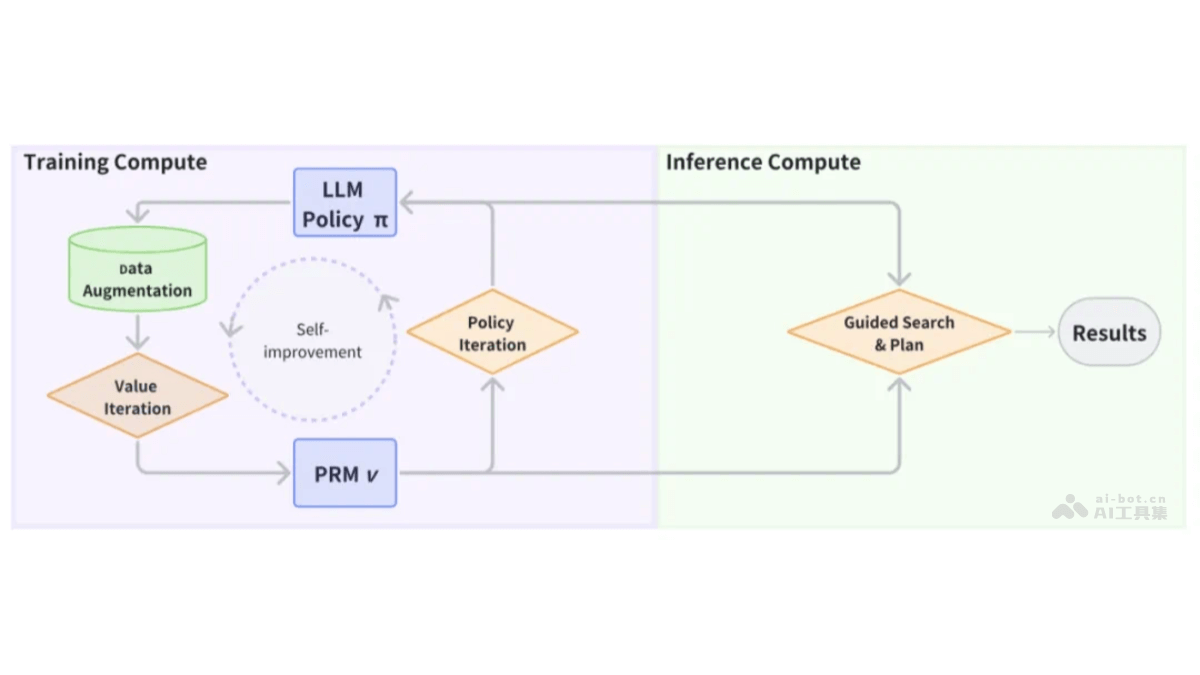 Training Compute
Inference Compute
LLM
Policy π
Data
Augmentation
Self-
improvement
Policy
Iteration
Guided Search
& Plan
Results
Value
Iteration
PRM v
ai-bot.cn
AI工具集